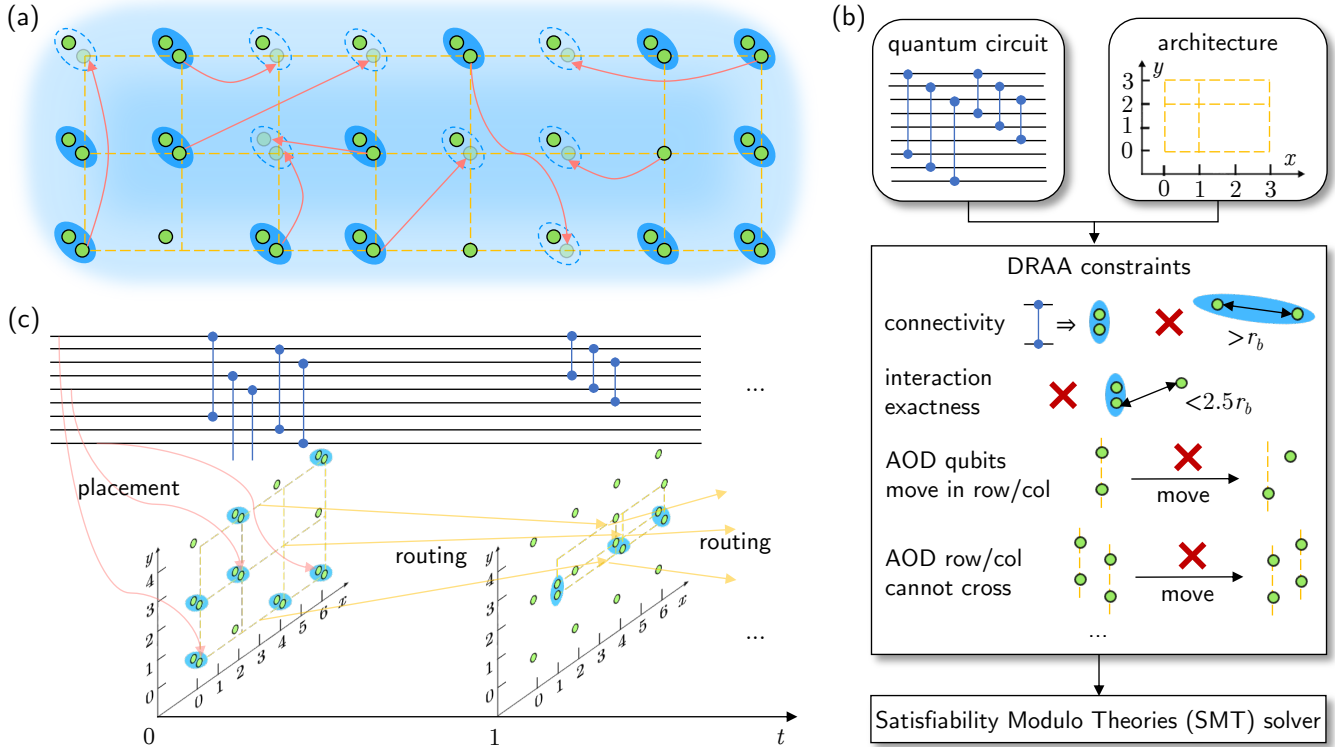 (a)
(b)
quantum circuit
architecture
y
3
2
1
0
x
0 1 2 3
DRAA constraints
connectivity
⇒
>r_b
interaction
exactness
<2.5r_b
AOD qubits
move in row/col
move
AOD row/col
cannot cross
move
...
Satisfiability Modulo Theories (SMT) solver
(c)
...
placement
routing
routing
y
4
3
2
1
0
0 1 2 3 4 5 6 x
y
4
3
2
1
0
0 1 2 3 4 5 6 x
...
0 1 t